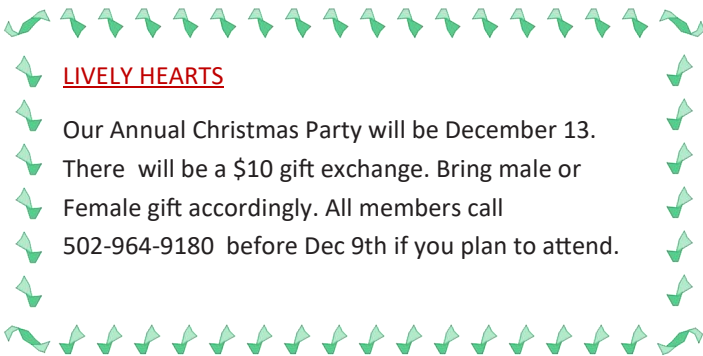 LIVELY HEARTS
Our Annual Christmas Party will be December 13.
There  will be a $10 gift exchange. Bring male or
Female gift accordingly. All members call
502-964-9180  before Dec 9th if you plan to attend.